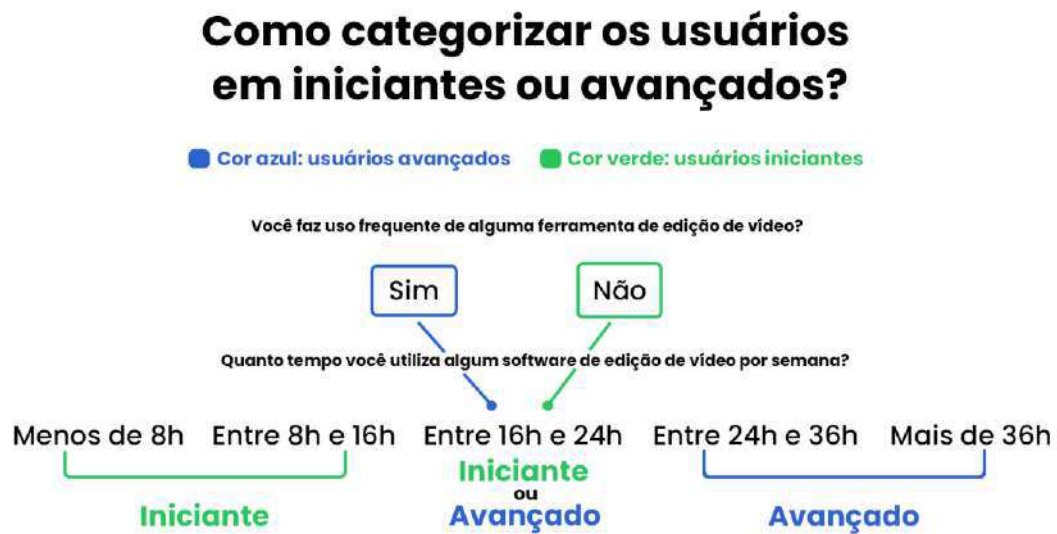 Como categorizar os usuários
em iniciantes ou avançados?
Cor azul: usuários avançados
Cor verde: usuários iniciantes
Você faz uso frequente de alguma ferramenta de edição de vídeo?
Sim
Não
Quanto tempo você utiliza algum software de edição de vídeo por semana?
Menos de 8h
Entre 8h e 16h
Entre 16h e 24h
Entre 24h e 36h
Mais de 36h
Iniciante
Iniciante
ou
Avançado
Avançado